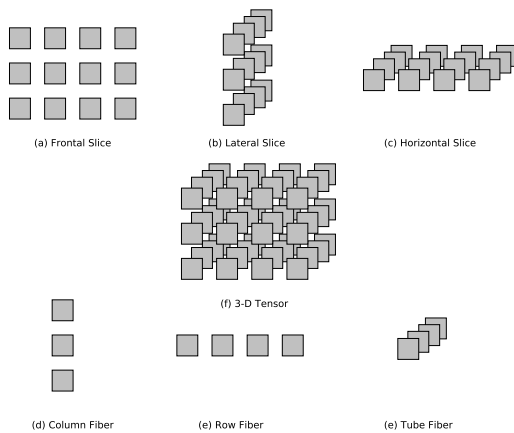 (a) Frontal Slice
(b) Lateral Slice
(c) Horizontal Slice
(f) 3-D Tensor
(d) Column Fiber
(e) Row Fiber
(e) Tube Fiber